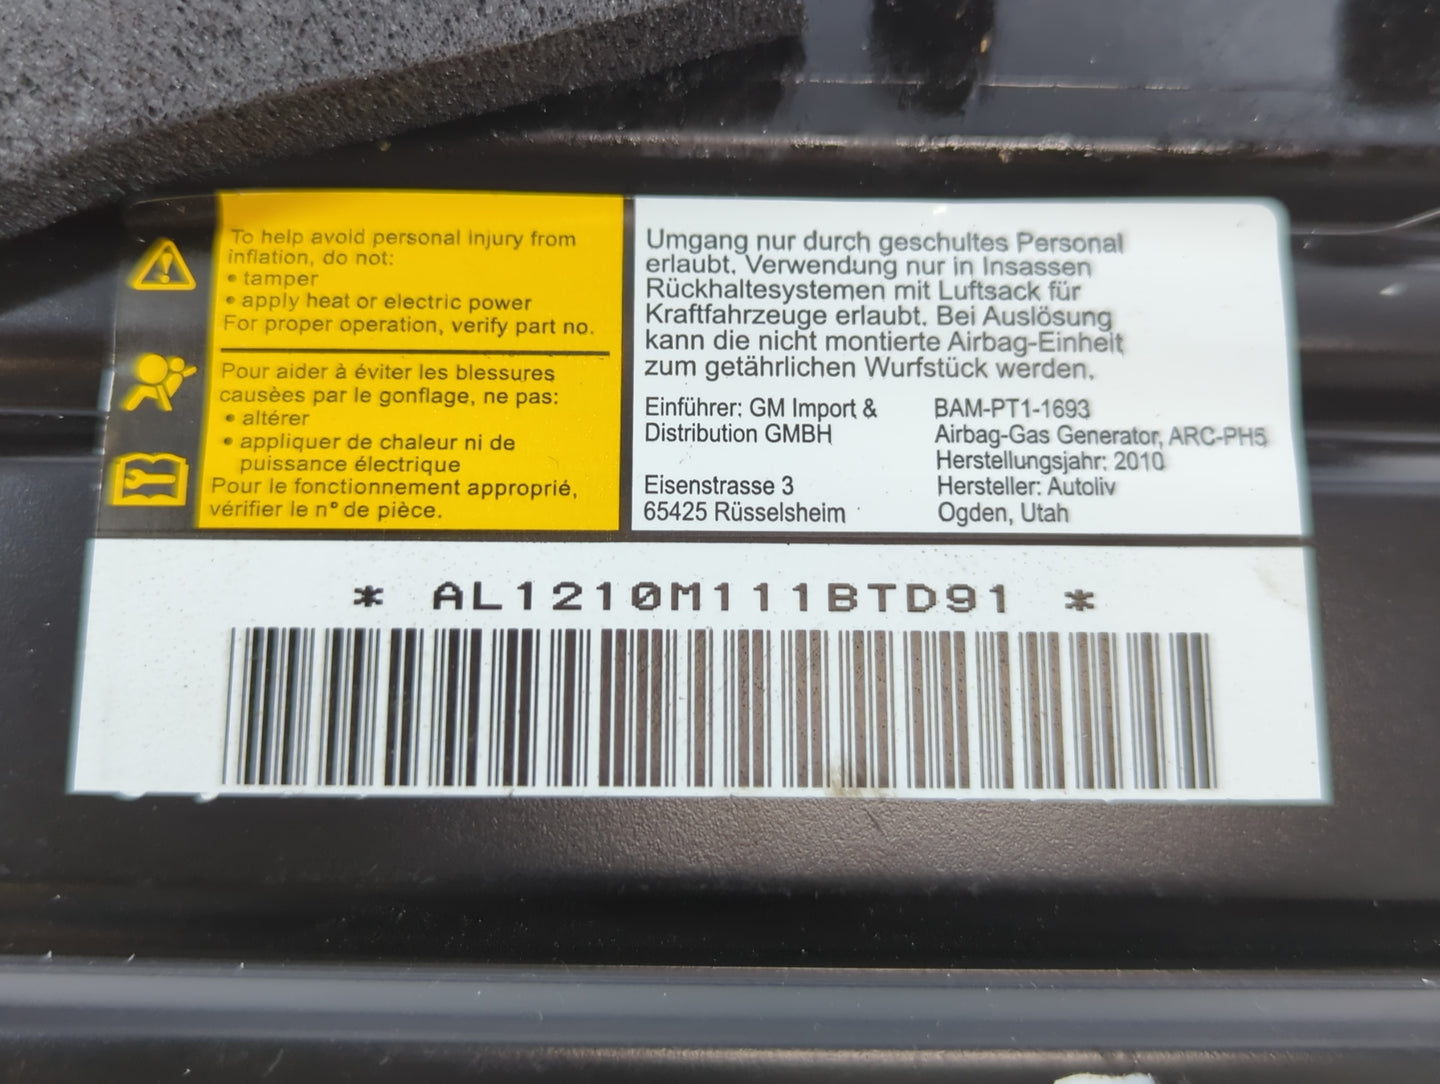 To help avoid personal injury from
inflation, do not:
• tamper
• apply heat or electric power
For proper operation, verify part no.
Pour aider à éviter les blessures
causèes par le gonflage, ne pas:
• altérer
• appliquer de chaleur ni de
puissance électrique
Pour le fonctionnement approprié,
vérifier le n° de pièce.
Umgang nur durch geschultes Personal
erlaubt. Verwendung nur in Insassen
Rückhaltesystemen mit Luftsack für
Kraftfahrzeuge erlaubt. Bei Auslösung
kann die nicht montierte Airbag-Einheit
zum getährlichen Wurfstück werden.
Einführer: GM Import &
Distribution GMBH
Eisenstrasse 3
65425 Rüsselsheim
BAM-PT1-1693
Airbag-Gas Generator, ARC-PH5
Herstellungsjahr: 2010
Hersteller: Autoliv
Ogden, Utah
* AL1210M111BTD91 *